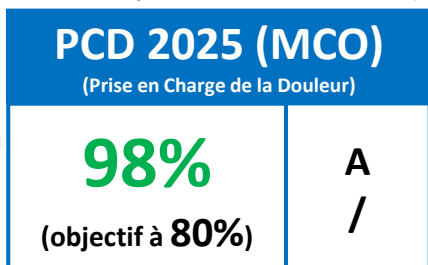 PCD 2025 (MCO)
(Prise en Charge de la Douleur)
98%
(objectif à 80%)
A
/